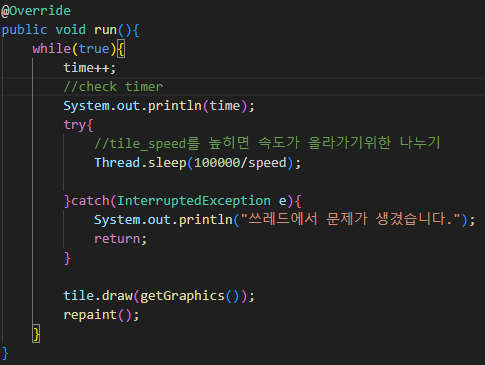 @Override
public void run(){
    while(true){
        time++;
        //check timer
        System.out.println(time);
        try{
            //tile_speed를 높히면 속도가 올라가기위한 나누기
            Thread.sleep(100000/speed);
        }catch(InterruptedException e){
            System.out.println("쓰레드에서 문제가 생겼습니다.");
            return;
        }
        tile.draw(getGraphics());
        repaint();
    }
}